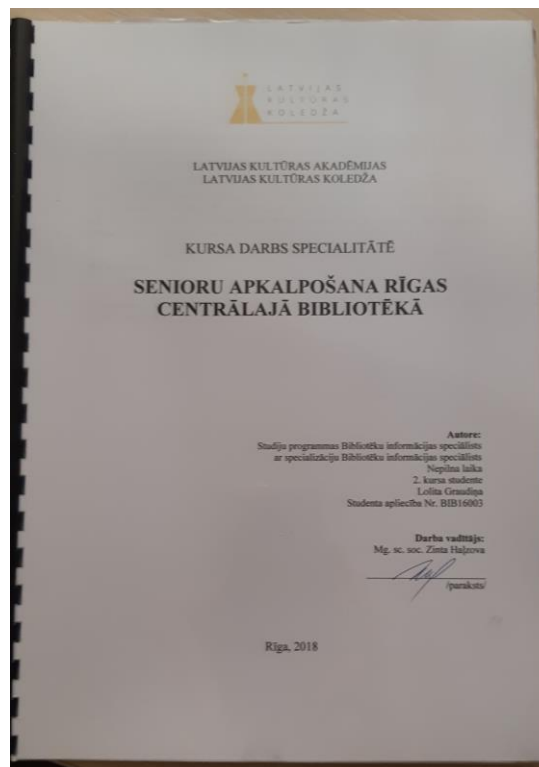 LATVIJAS
KULTŪRAS
KOLEDŽA
LATVIJAS KULTŪRAS AKADĒMIJAS
LATVIJAS KULTŪRAS KOLEDŽA
KURSA DARBS SPECIALITĀTĒ
SENIORU APKALPOŠANA RĪGAS
CENTRĀLAJĀ BIBLIOTĒKĀ
Autore:
Studiju programmas Bibliotēku informācijas speciālists
ar specializāciju Bibliotēku informācijas speciālists
Nepilna laika
2. kursa studente
Lolita Graudiņa
Studenta apliecība Nr. BIB16003
Darba vadītājs:
Mg. sc. soc. Zinta Haļzova
/paraksts/
Rīga, 2018